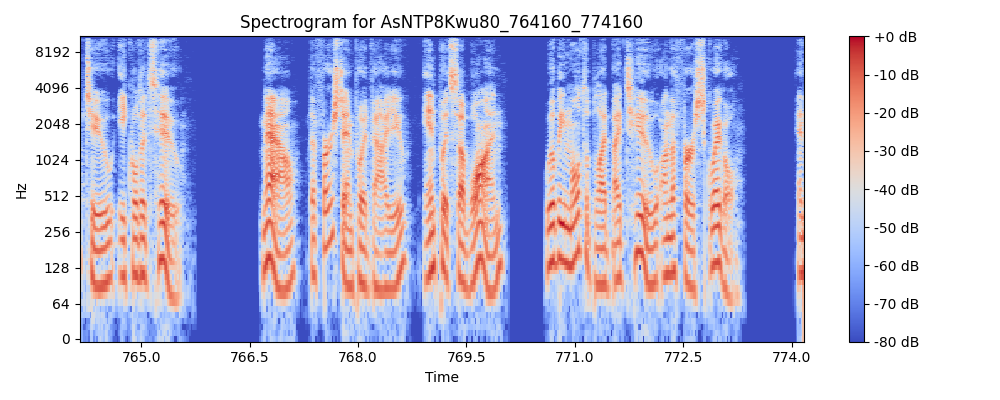 Spectrogram for AsNTP8Kwu80_764160_774160
8192
4096
2048
1024
512
256
128
64
0
Hz
765.0 766.5 768.0 769.5 771.0 772.5 774.0
Time
+0 dB
-10 dB
-20 dB
-30 dB
-40 dB
-50 dB
-60 dB
-70 dB
-80 dB